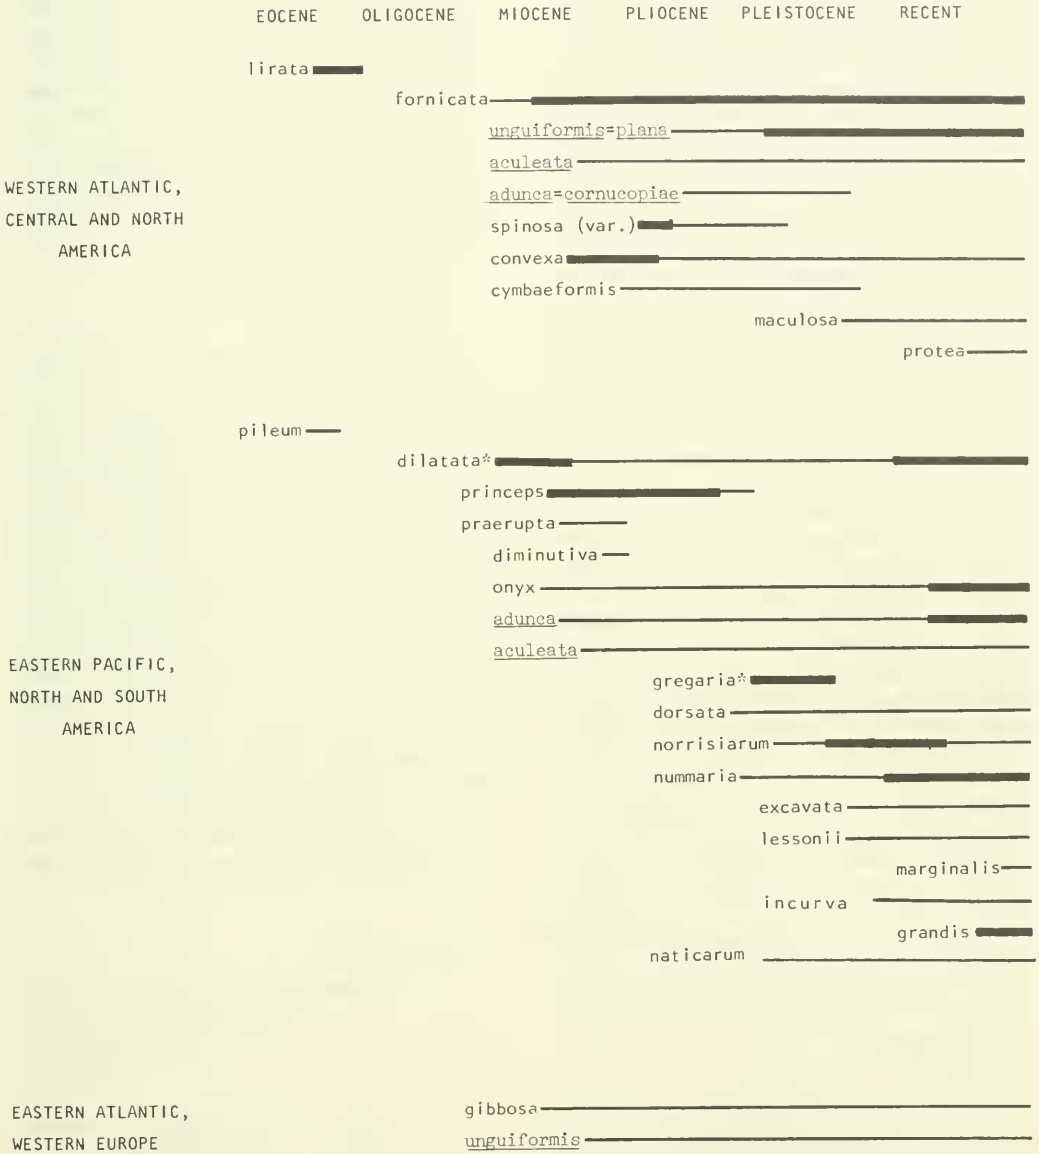 EOCENE OLIGOCENE MIOCENE PLIOCENE PLEISTOCENE RECENT
lirata
fornicata
unguiformis=plana
aculeata
WESTERN ATLANTIC,
adunca=cornucopiae
CENTRAL AND NORTH
spinosa (var.)
AMERICA
convexa
cymbaeformis
maculosa
protea
pileum
dilatata*
princeps
praerupta
diminutiva
onyx
adunca
aculeata
EASTERN PACIFIC,
gregaria*
NORTH AND SOUTH
dorsata
AMERICA
norrisiarum
nummaria
excavata
lessonii
marginalis
incurva
grandis
naticarum
EASTERN ATLANTIC,
gibbosa
WESTERN EUROPE
unguiformis